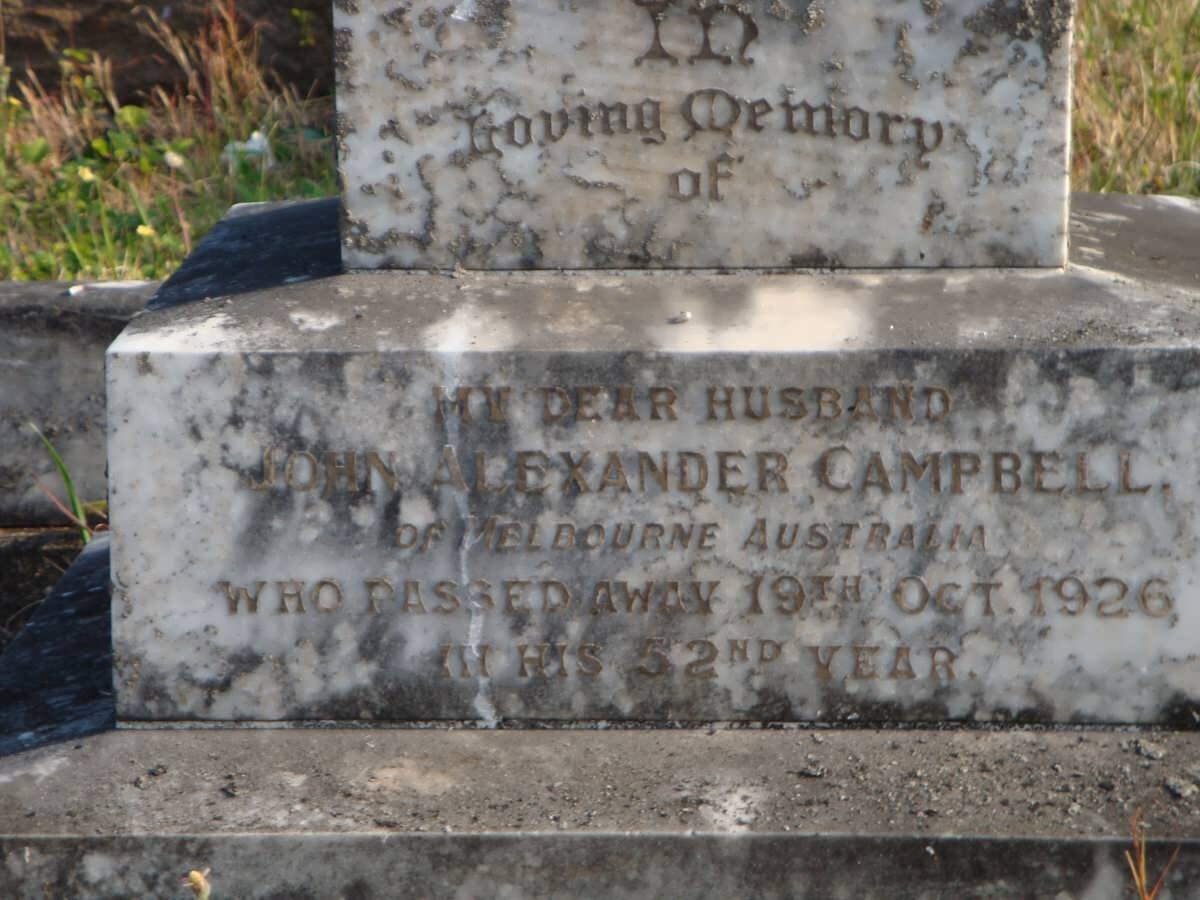 In
Loving Memory
of
MY DEAR HUSBAND
JOHN ALEXANDER CAMPBELL.
OF MELBOURNE AUSTRALIA
WHO PASSED AWAY 19TH OCT. 1926
IN HIS 52ND YEAR.